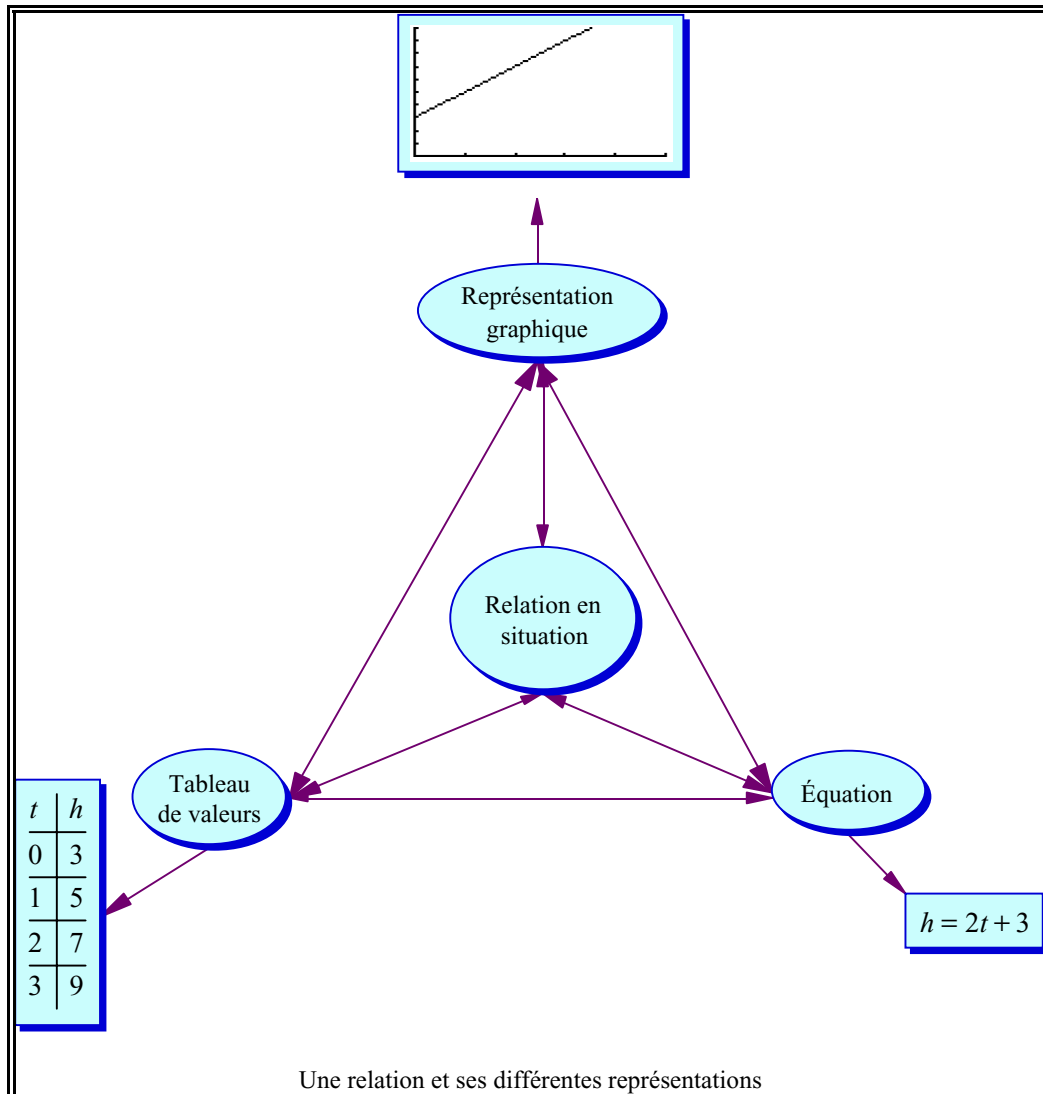 Représentation
graphique
Relation en
situation
Tableau
de valeurs
Équation
t h
0 3
1 5
2 7
3 9
h = 2t + 3
Une relation et ses différentes représentations